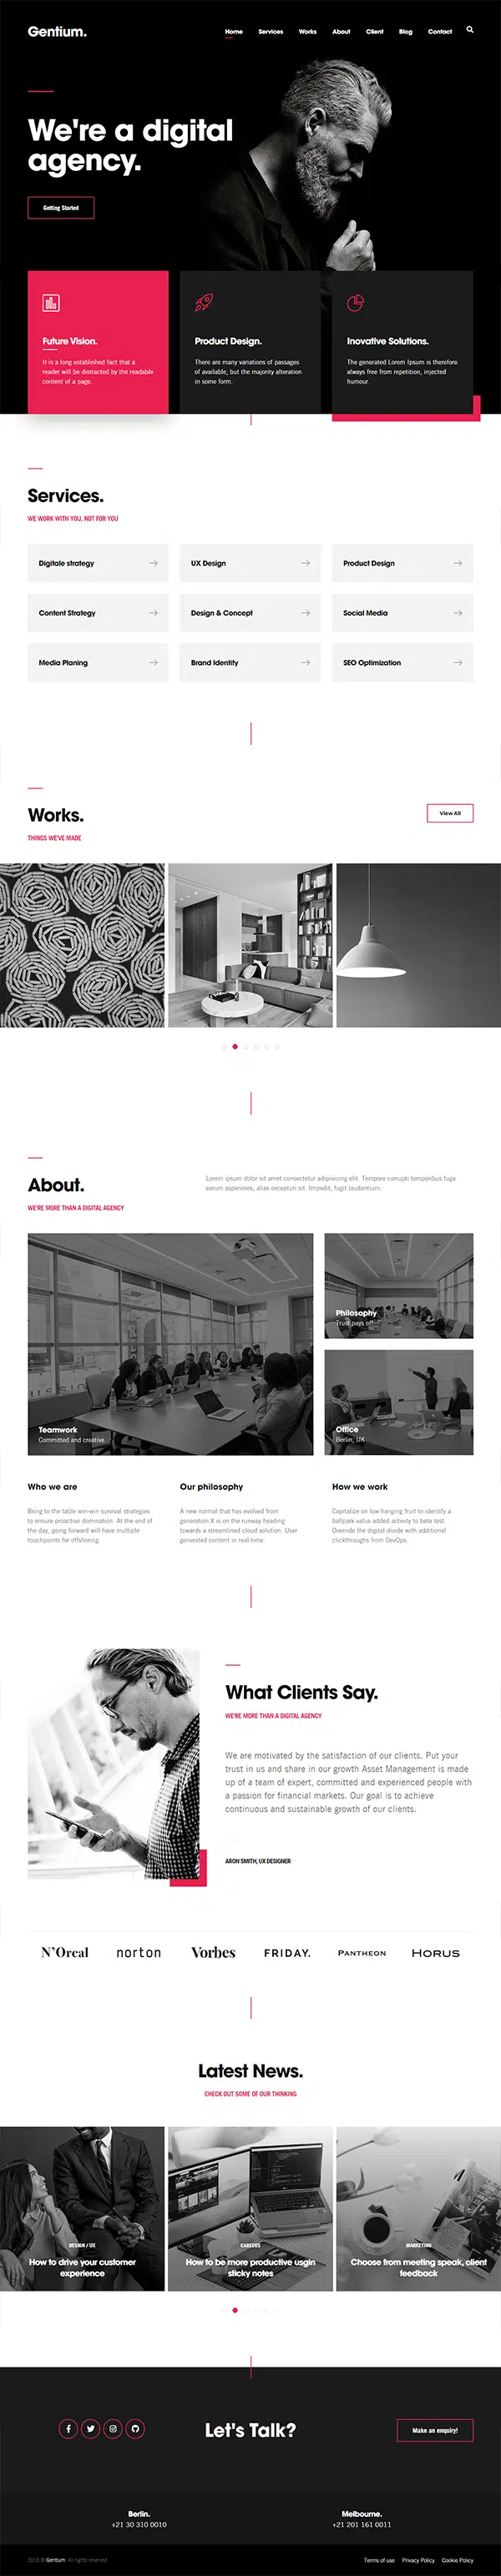 Gentium.
Home Services Works About Client Blog Contact
We're a digital
agency.
Getting Started
Future Vision.
It is a long established fact that a
reader will be distracted by the readable
content of a page.
Product Design.
There are many variations of passages
of available, but the majority alteration
in some form.
Inovative Solutions.
The generated Lorem Ipsum is therefore
always free from repetition, injected
humour.
Services.
WE WORK WITH YOU, NOT FOR YOU
Digitale strategy
UX Design
Product Design
Content Strategy
Design & Concept
Social Media
Media Planing
Brand Identity
SEO Optimization
Works.
THINGS WE'VE MADE
View All
About.
WE'RE MORE THAN A DIGITAL AGENCY
Lorem ipsum dolor sit amet consectetur adipisicing elit. Tempore corrupti temporibus fuga
earum asperiores, alias excepturi sit. Impedit, fugit laudantium.
Teamwork
Committed and creative
Philosophy
Trust pays off
Office
Berlin, UK
Who we are
Bring to the table win-win survival strategies
to ensure proactive domination. At the end of
the day, going forward will have multiple
touchpoints for offshoring.
Our philosophy
A new normal that has evolved from
generation X is on the runway heading
towards a streamlined cloud solution. User
generated content in real-time.
How we work
Capitalize on low hanging fruit to identify a
ballpark value added activity to beta test.
Override the digital divide with additional
clickthroughs from DevOps.
What Clients Say.
WE'RE MORE THAN A DIGITAL AGENCY
We are motivated by the satisfaction of our clients. Put your
trust in us and share in our growth Asset Management is made
up of a team of expert, committed and experienced people with
a passion for financial markets. Our goal is to achieve
continuous and sustainable growth of our clients.
ARON SMITH, UX DESIGNER
N'Oreal
norton
Vorbes
FRIDAY.
PANTHEON
HORUS
Latest News.
CHECK OUT SOME OF OUR THINKING
DESIGN / UX
How to drive your customer
experience
CAREERS
How to be more productive usgin
sticky notes
MARKETING
Choose from meeting speak, client
feedback
Let's Talk?
Make an enquiry!
Berlin.
+21 30 310 0010
Melbourne.
+21 201 161 0011
2018 © Gentium. All rights reserved
Terms of use Privacy Policy Cookie Policy